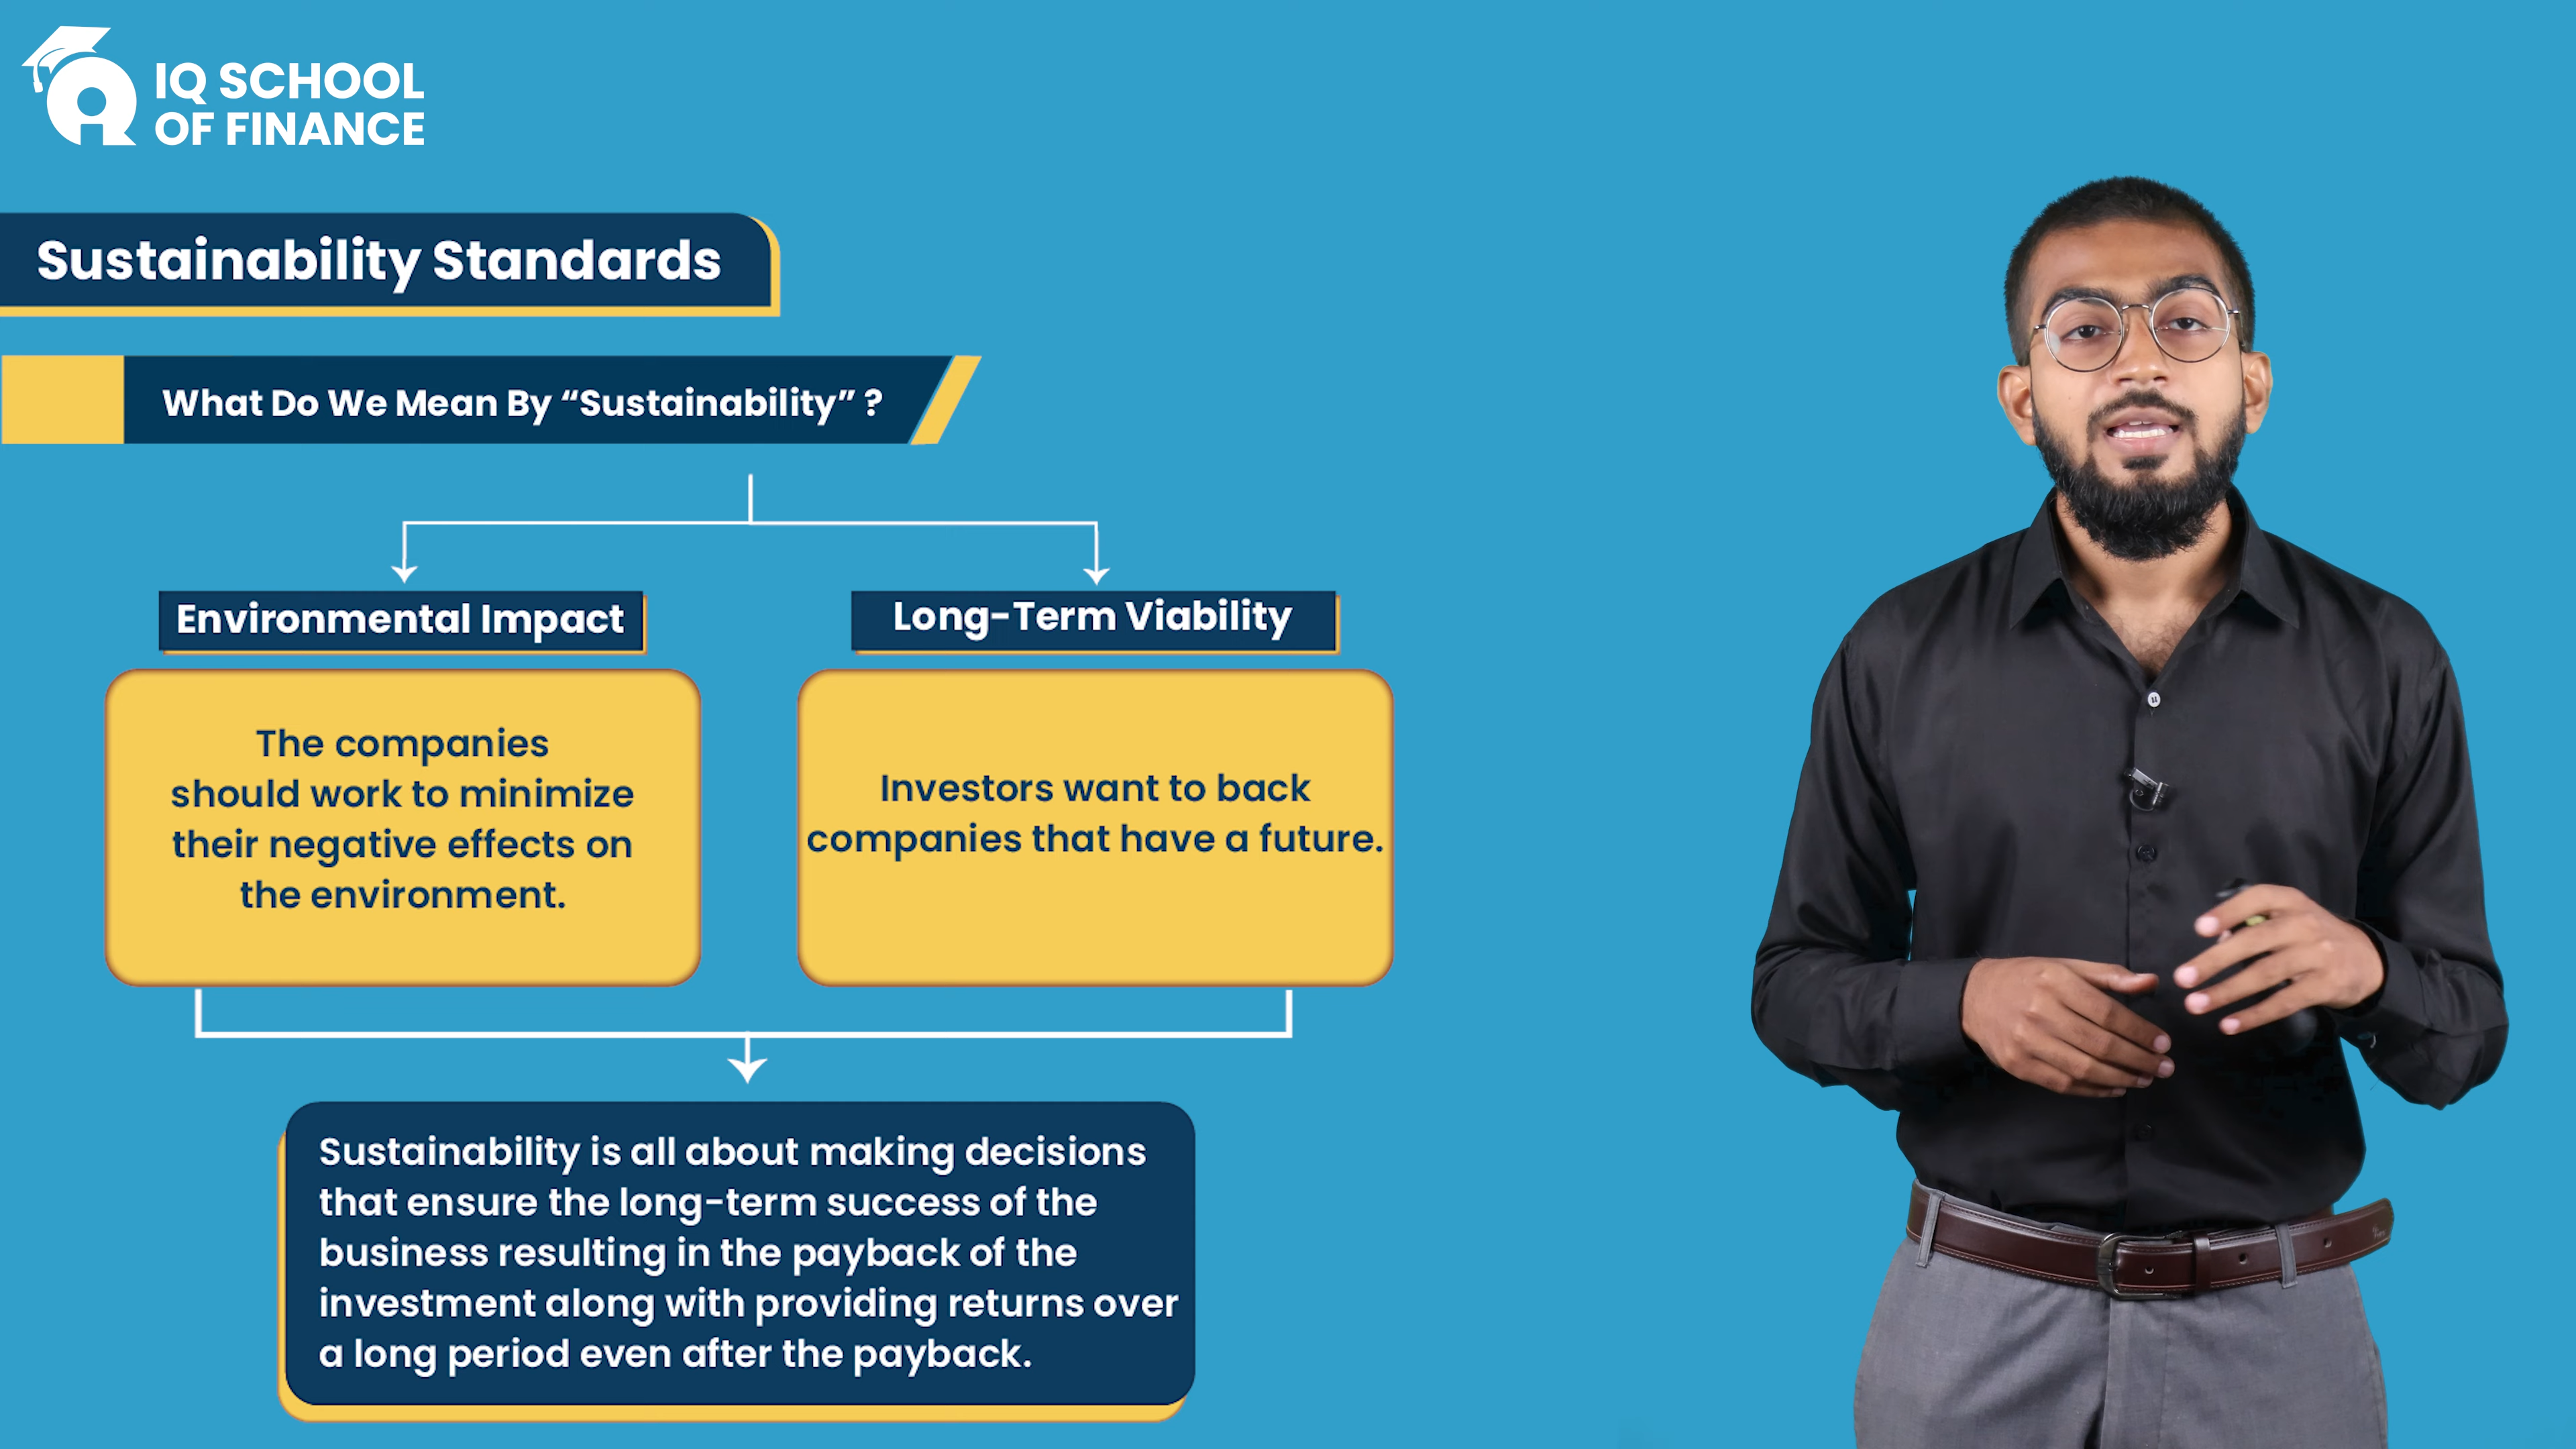 IQ SCHOOL
OF FINANCE
Sustainability Standards
What Do We Mean By “Sustainability” ?
Environmental Impact
The companies
should work to minimize
their negative effects on
the environment.
Long-Term Viability
Investors want to back
companies that have a future.
Sustainability is all about making decisions
that ensure the long-term success of the
business resulting in the payback of the
investment along with providing returns over
a long period even after the payback.